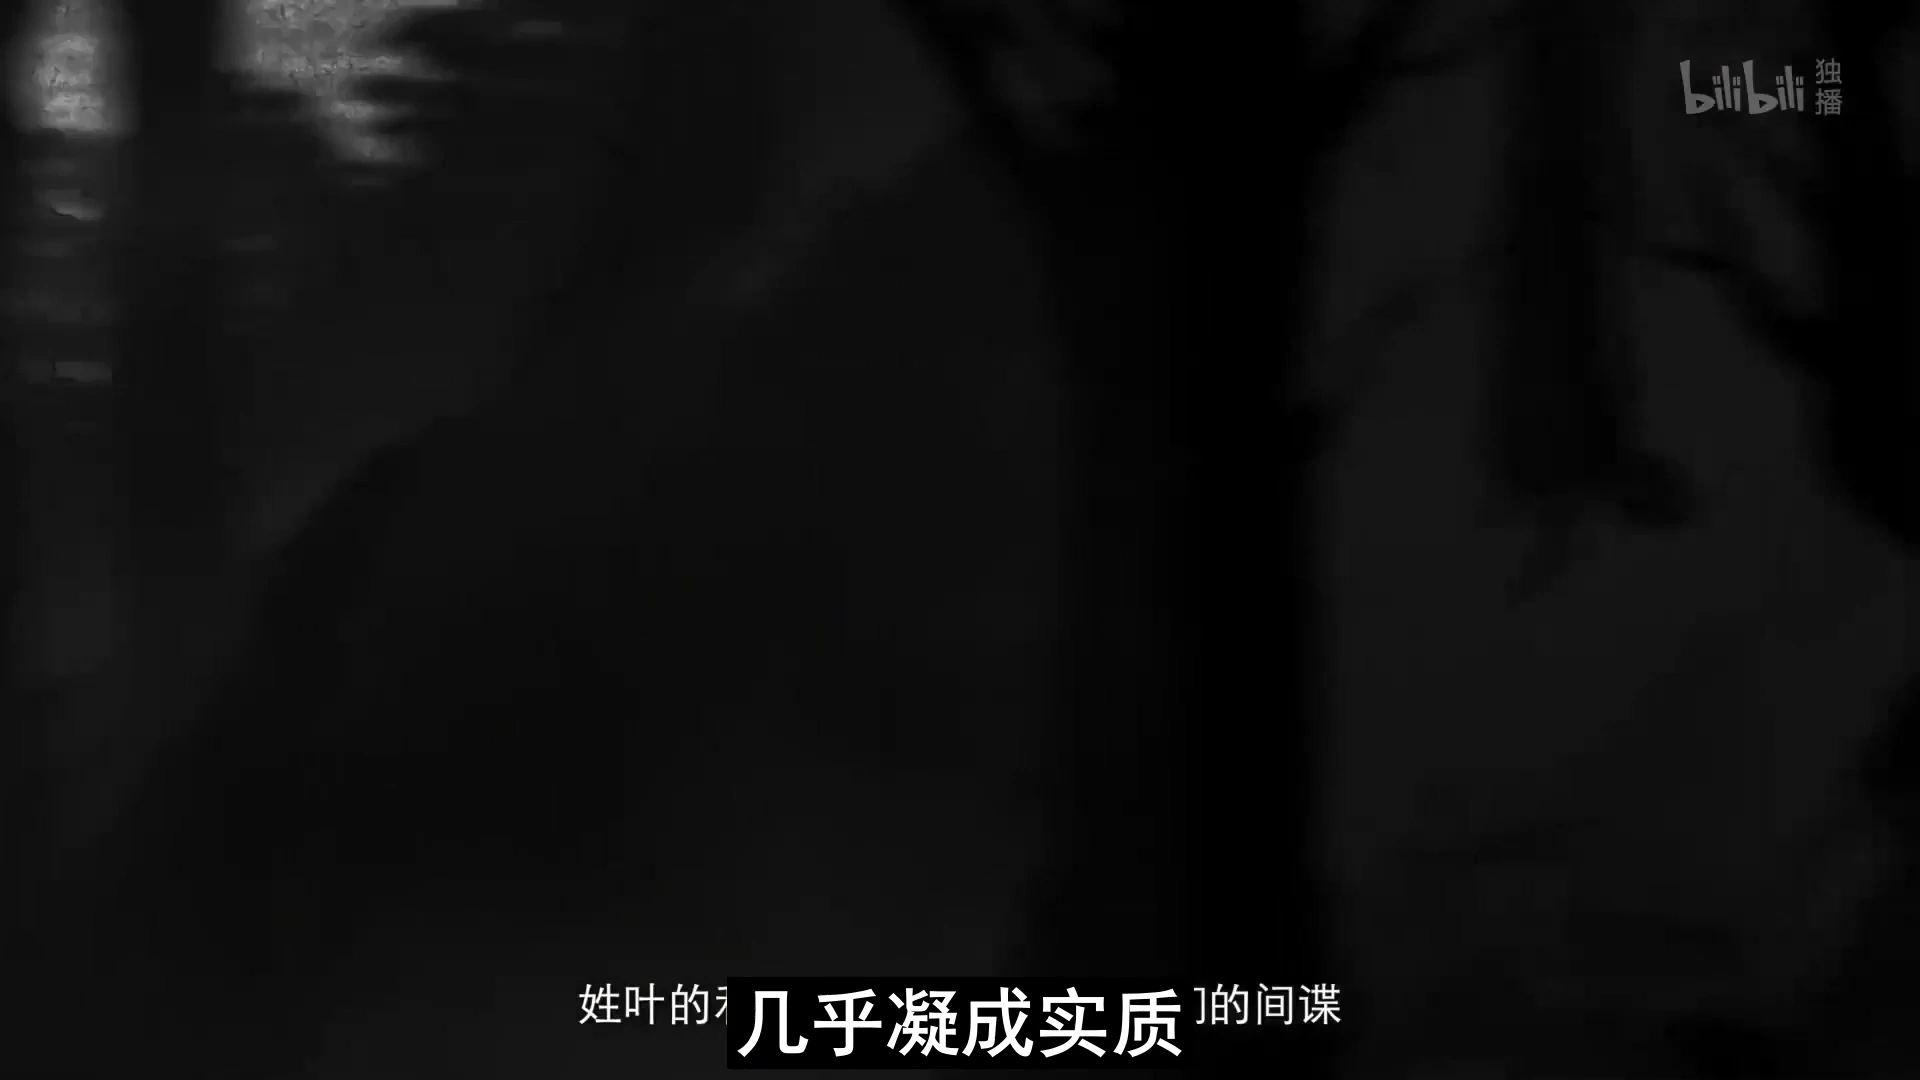 bilibili 独播
姓叶的 的间谍
几乎凝成实质